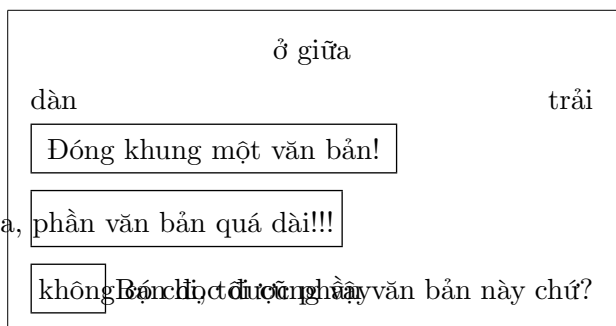 ở giữa
dàn trải
Đóng khung một văn bản!
a, phần văn bản quá dài!!!
không văn bản này chứ?